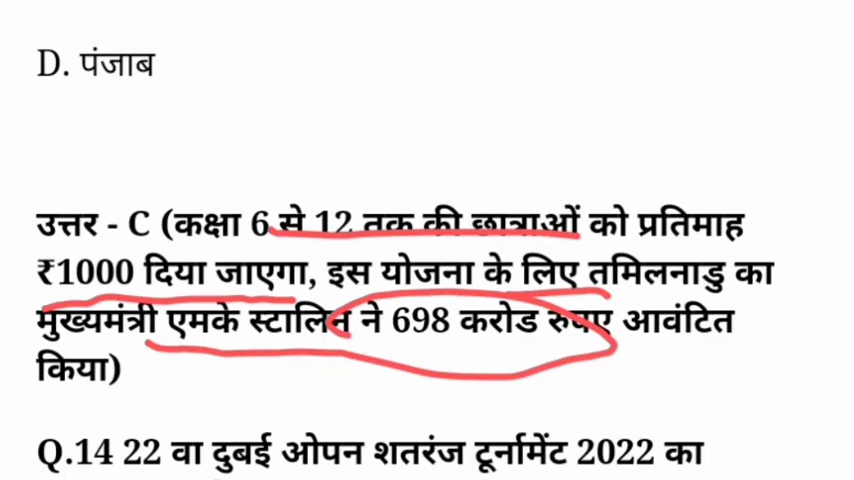 D. पंजाब
उत्तर - C (कक्षा 6 से 12 तक की छात्राओं को प्रतिमाह
₹1000 दिया जाएगा, इस योजना के लिए तमिलनाडु का
मुख्यमंत्री एमके स्टालिन ने 698 करोड रुपए आवंटित
किया)
Q.14 22 वा दुबई ओपन शतरंज टूर्नामेंट 2022 का